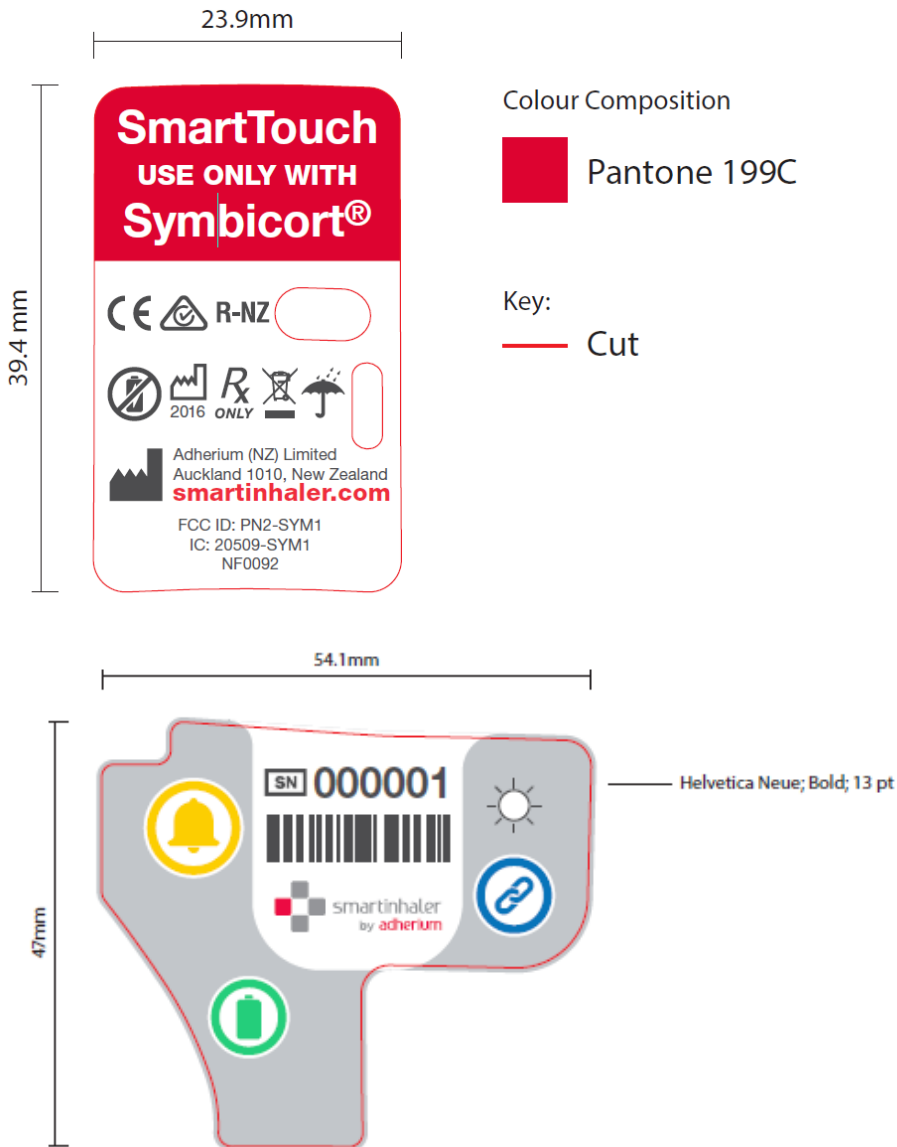 23.9mm
39.4 mm
SmartTouch
USE ONLY WITH
Symbicort®
CE R-NZ
2016
Rx
ONLY
Adherium (NZ) Limited
Auckland 1010, New Zealand
smartinhaler.com
FCC ID: PN2-SYM1
IC: 20509-SYM1
NF0092
Colour Composition
Pantone 199C
Key:
Cut
54.1mm
47mm
SN 000001
smartinhaler
by adherium
Helvetica Neue; Bold; 13 pt